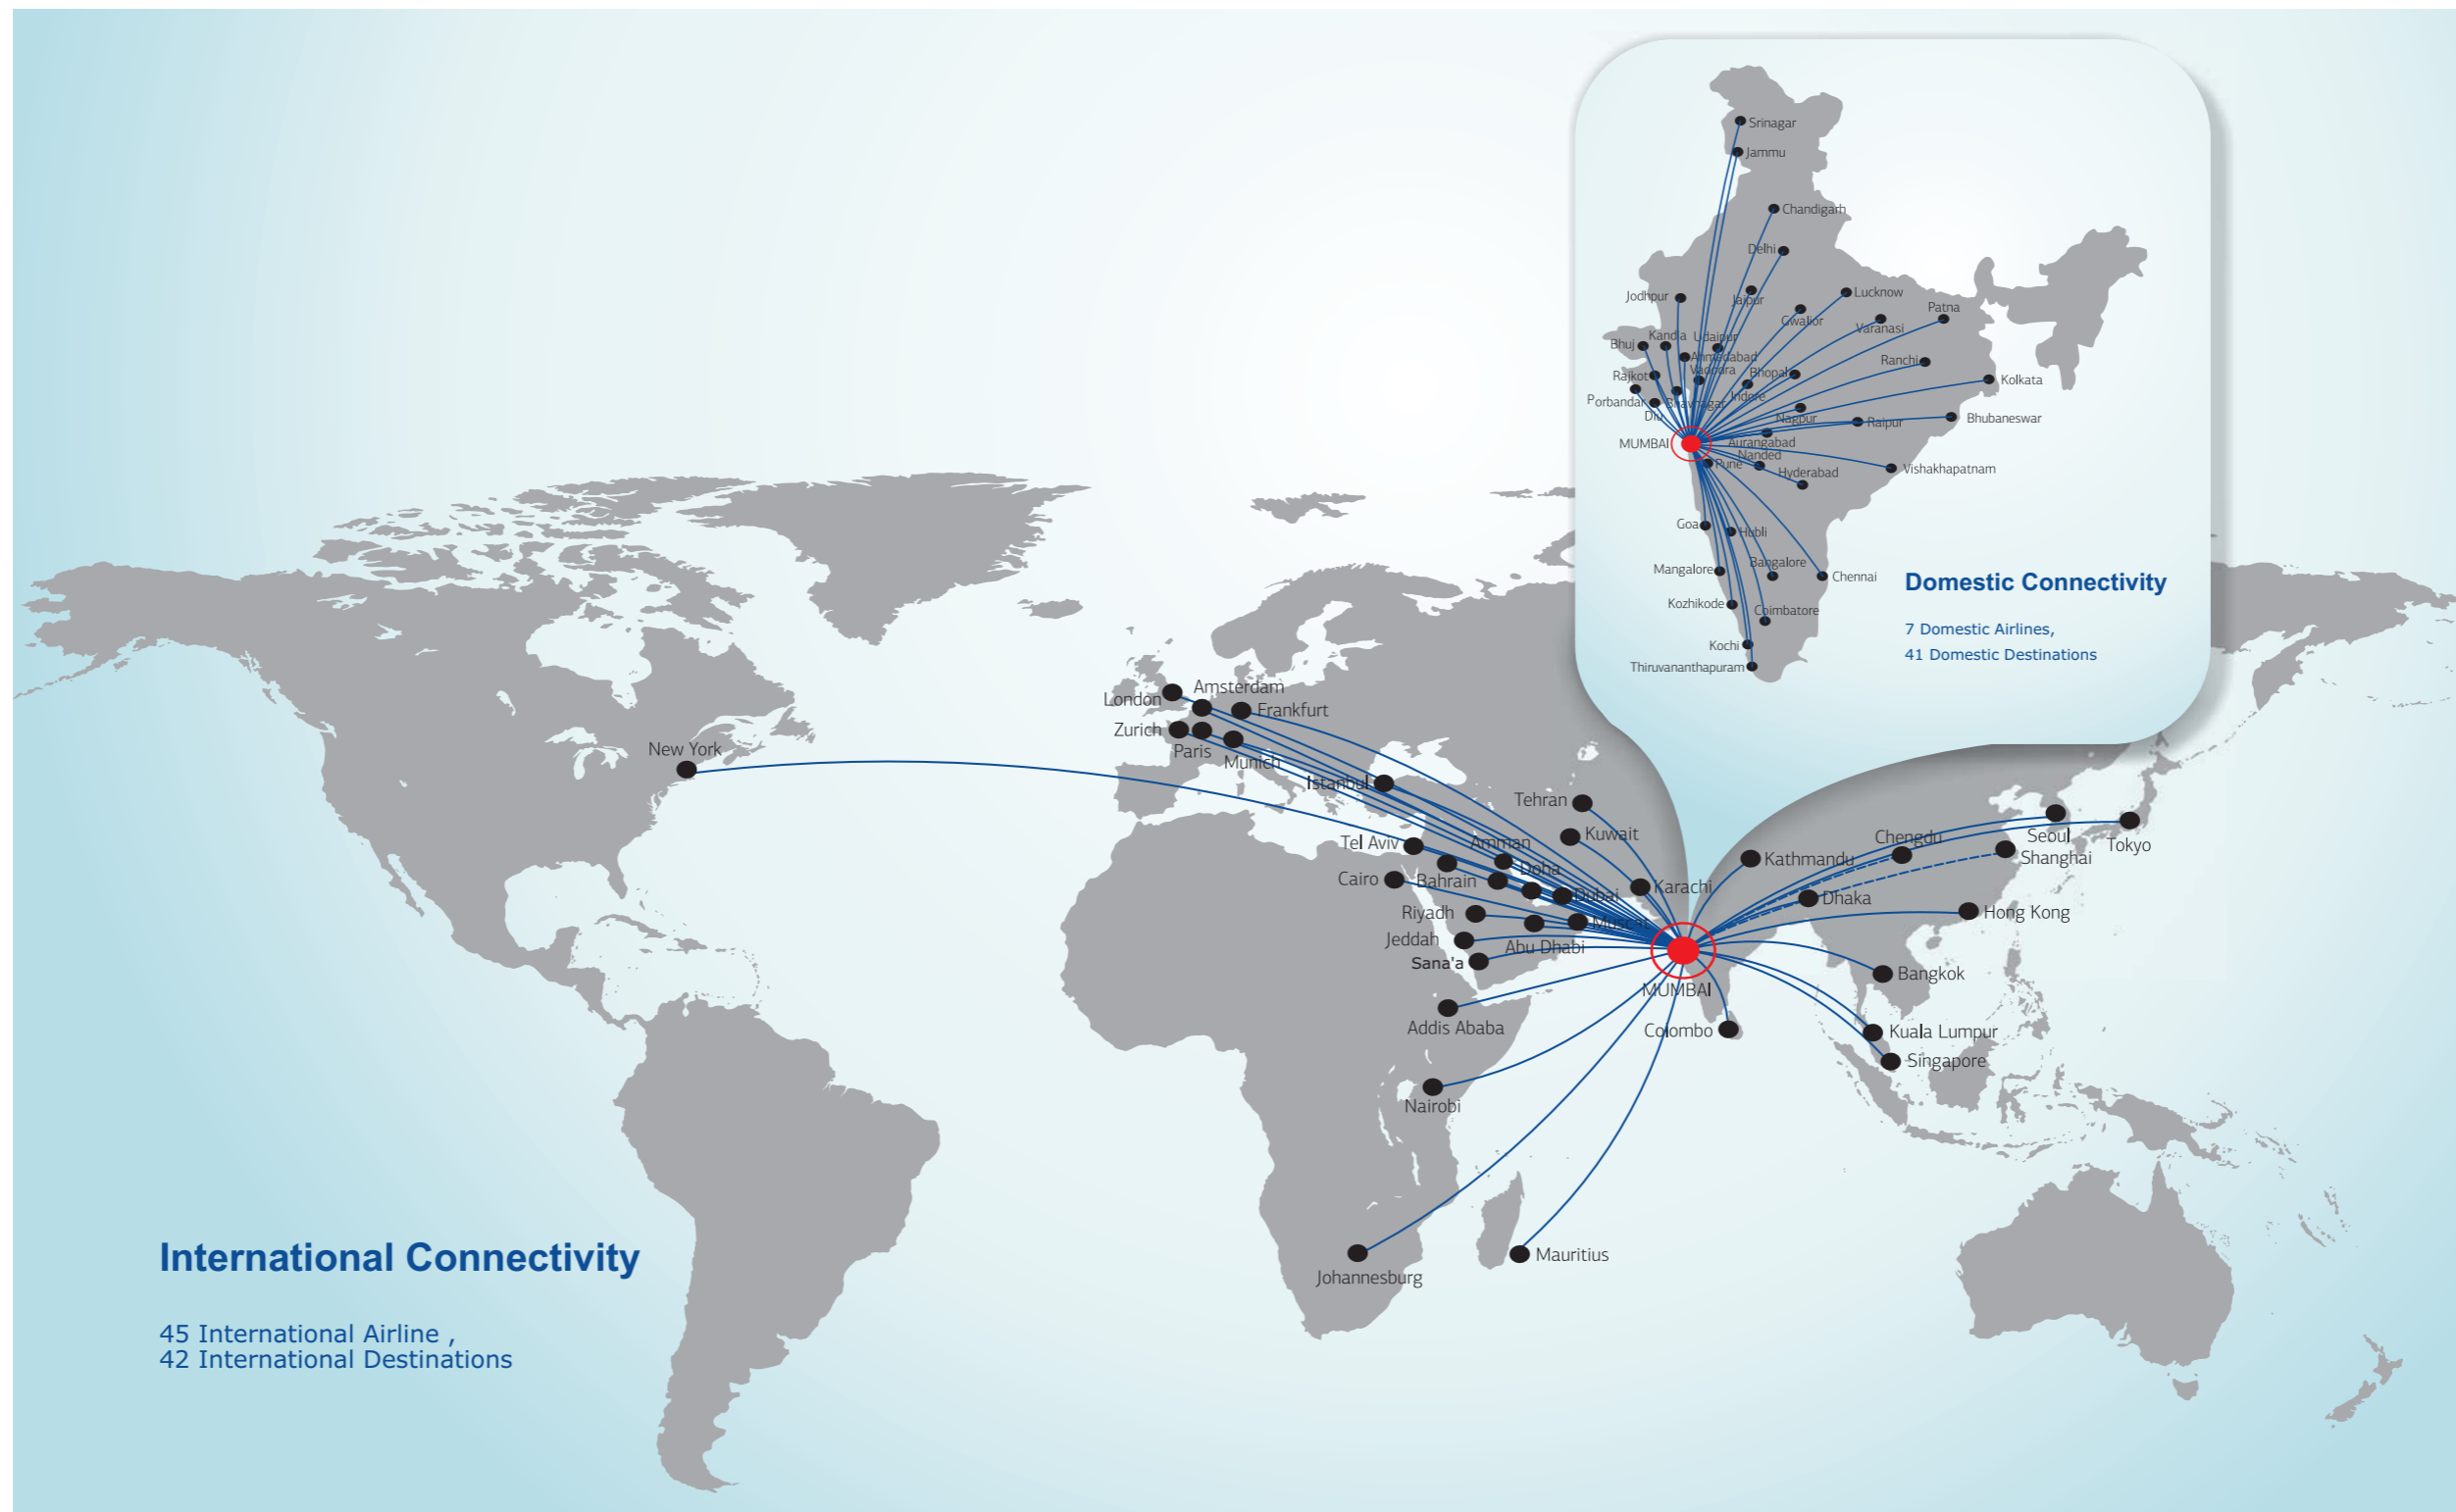 Srinagar
Jammu
Chandigarh
Delhi
Jodhpur
Jaipur
Lucknow
Gwalior
Patna
Varanasi
Bhuj
Kandla
Udaipur
Ahmedabad
Rajkot
Vadodara
Bhopal
Ranchi
Kolkata
Porbandar
Bhavnagar
Indore
Diu
Nagpur
Raipur
Bhubaneswar
MUMBAI
Aurangabad
Pune
Nanded
Hyderabad
Vishakhapatnam
Goa
Hubli
Mangalore
Bangalore
Chennai
Kozhikode
Coimbatore
Kochi
Thiruvananthapuram
Domestic Connectivity
7 Domestic Airlines,
41 Domestic Destinations
London
Amsterdam
Frankfurt
Zurich
Paris
Munich
New York
Istanbul
Tehran
Kuwait
Tel Aviv
Amman
Doha
Cairo
Bahrain
Dubai
Karachi
Kathmandu
Chengdu
Seoul
Tokyo
Shanghai
Dhaka
Hong Kong
Riyadh
Muscat
Jeddah
Abu Dhabi
Sana'a
MUMBAI
Bangkok
Addis Ababa
Colombo
Kuala Lumpur
Singapore
Nairobi
Johannesburg
Mauritius
International Connectivity
45 International Airline ,
42 International Destinations